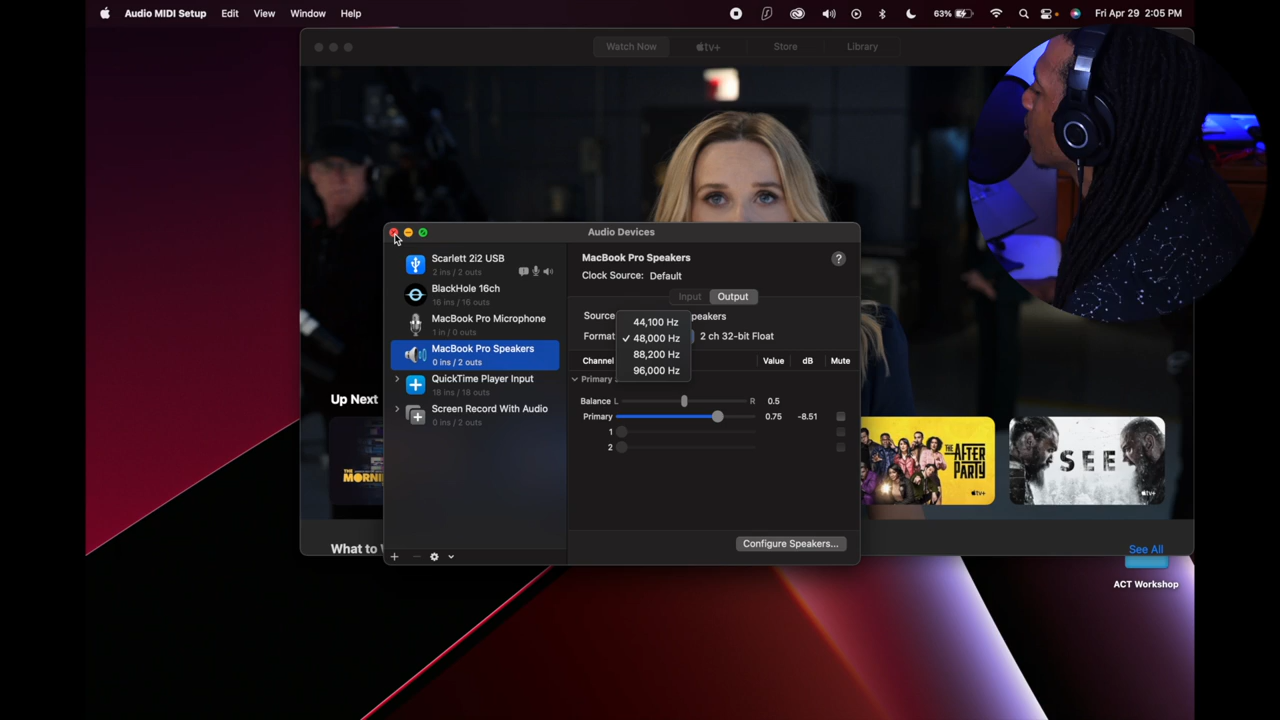 Audio MIDI Setup Edit View Window Help 63% Fri Apr 29 2:05 PM
Watch Now tv+ Store Library
Audio Devices
Scarlett 2i2 USB
2 ins / 2 outs
BlackHole 16ch
16 ins / 16 outs
MacBook Pro Microphone
1 in / 0 outs
MacBook Pro Speakers
0 ins / 2 outs
QuickTime Player Input
18 ins / 18 outs
Screen Record With Audio
0 ins / 2 outs
MacBook Pro Speakers
?
Clock Source: Default
Input Output
Source
peakers
Format
2 ch 32-bit Float
44,100 Hz
✓ 48,000 Hz
88,200 Hz
96,000 Hz
Channel Value dB Mute
Primary
Balance L R 0.5
Primary 0.75 -8.51
1
2
Configure Speakers...
Up Next
THE
MORNIN
THE
AFTER
PARTY
tv+
SEE
tv+
What to
See All
ACT Workshop